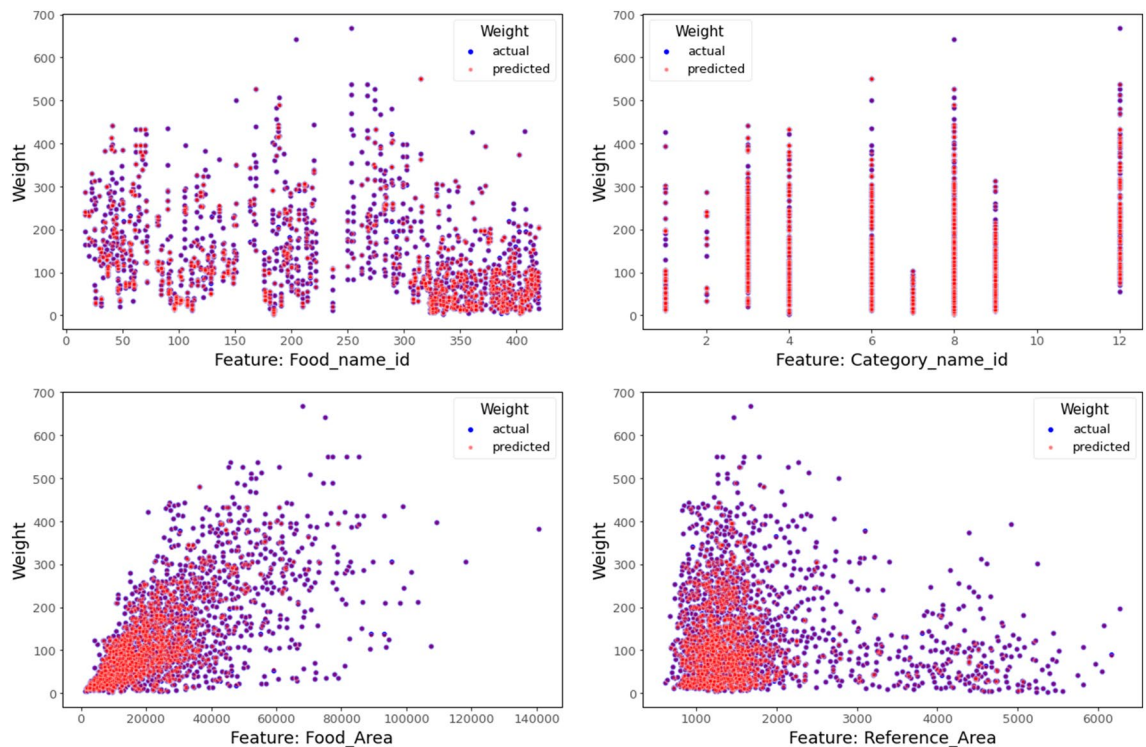 700
600
500
400
300
200
100
0
Weight
Weight
actual
predicted
0 50 100 150 200 250 300 350 400
Feature: Food_name_id
700
600
500
400
300
200
100
0
Weight
Weight
actual
predicted
2 4 6 8 10 12
Feature: Category_name_id
700
600
500
400
300
200
100
0
Weight
Weight
actual
predicted
0 20000 40000 60000 80000 100000 120000 140000
Feature: Food_Area
700
600
500
400
300
200
100
0
Weight
Weight
actual
predicted
1000 2000 3000 4000 5000 6000
Feature: Reference_Area